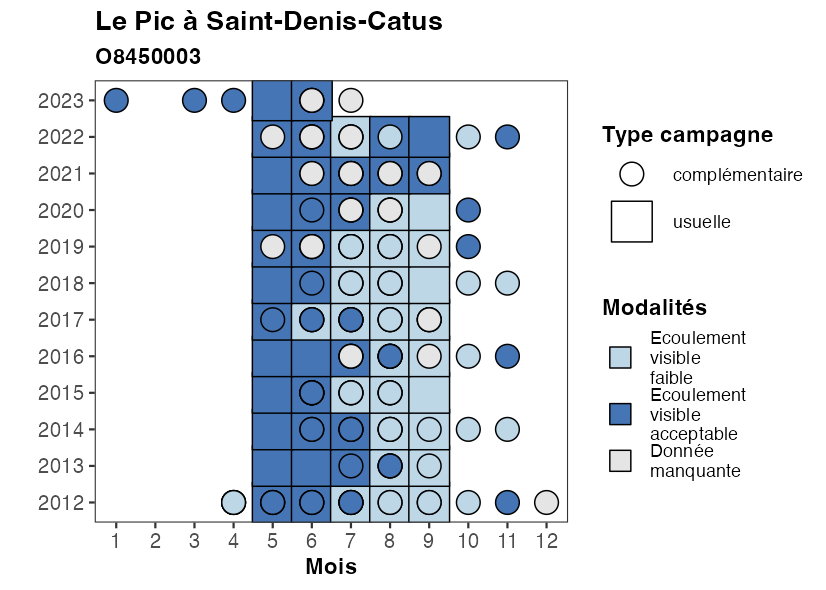 Le Pic à Saint-Denis-Catus
O8450003
2023
2022
2021
2020
2019
2018
2017
2016
2015
2014
2013
2012
1 2 3 4 5 6 7 8 9 10 11 12
Mois
Type campagne
complémentaire
usuelle
Modalités
Ecoulement
visible
faible
Ecoulement
visible
acceptable
Donnée
manquante